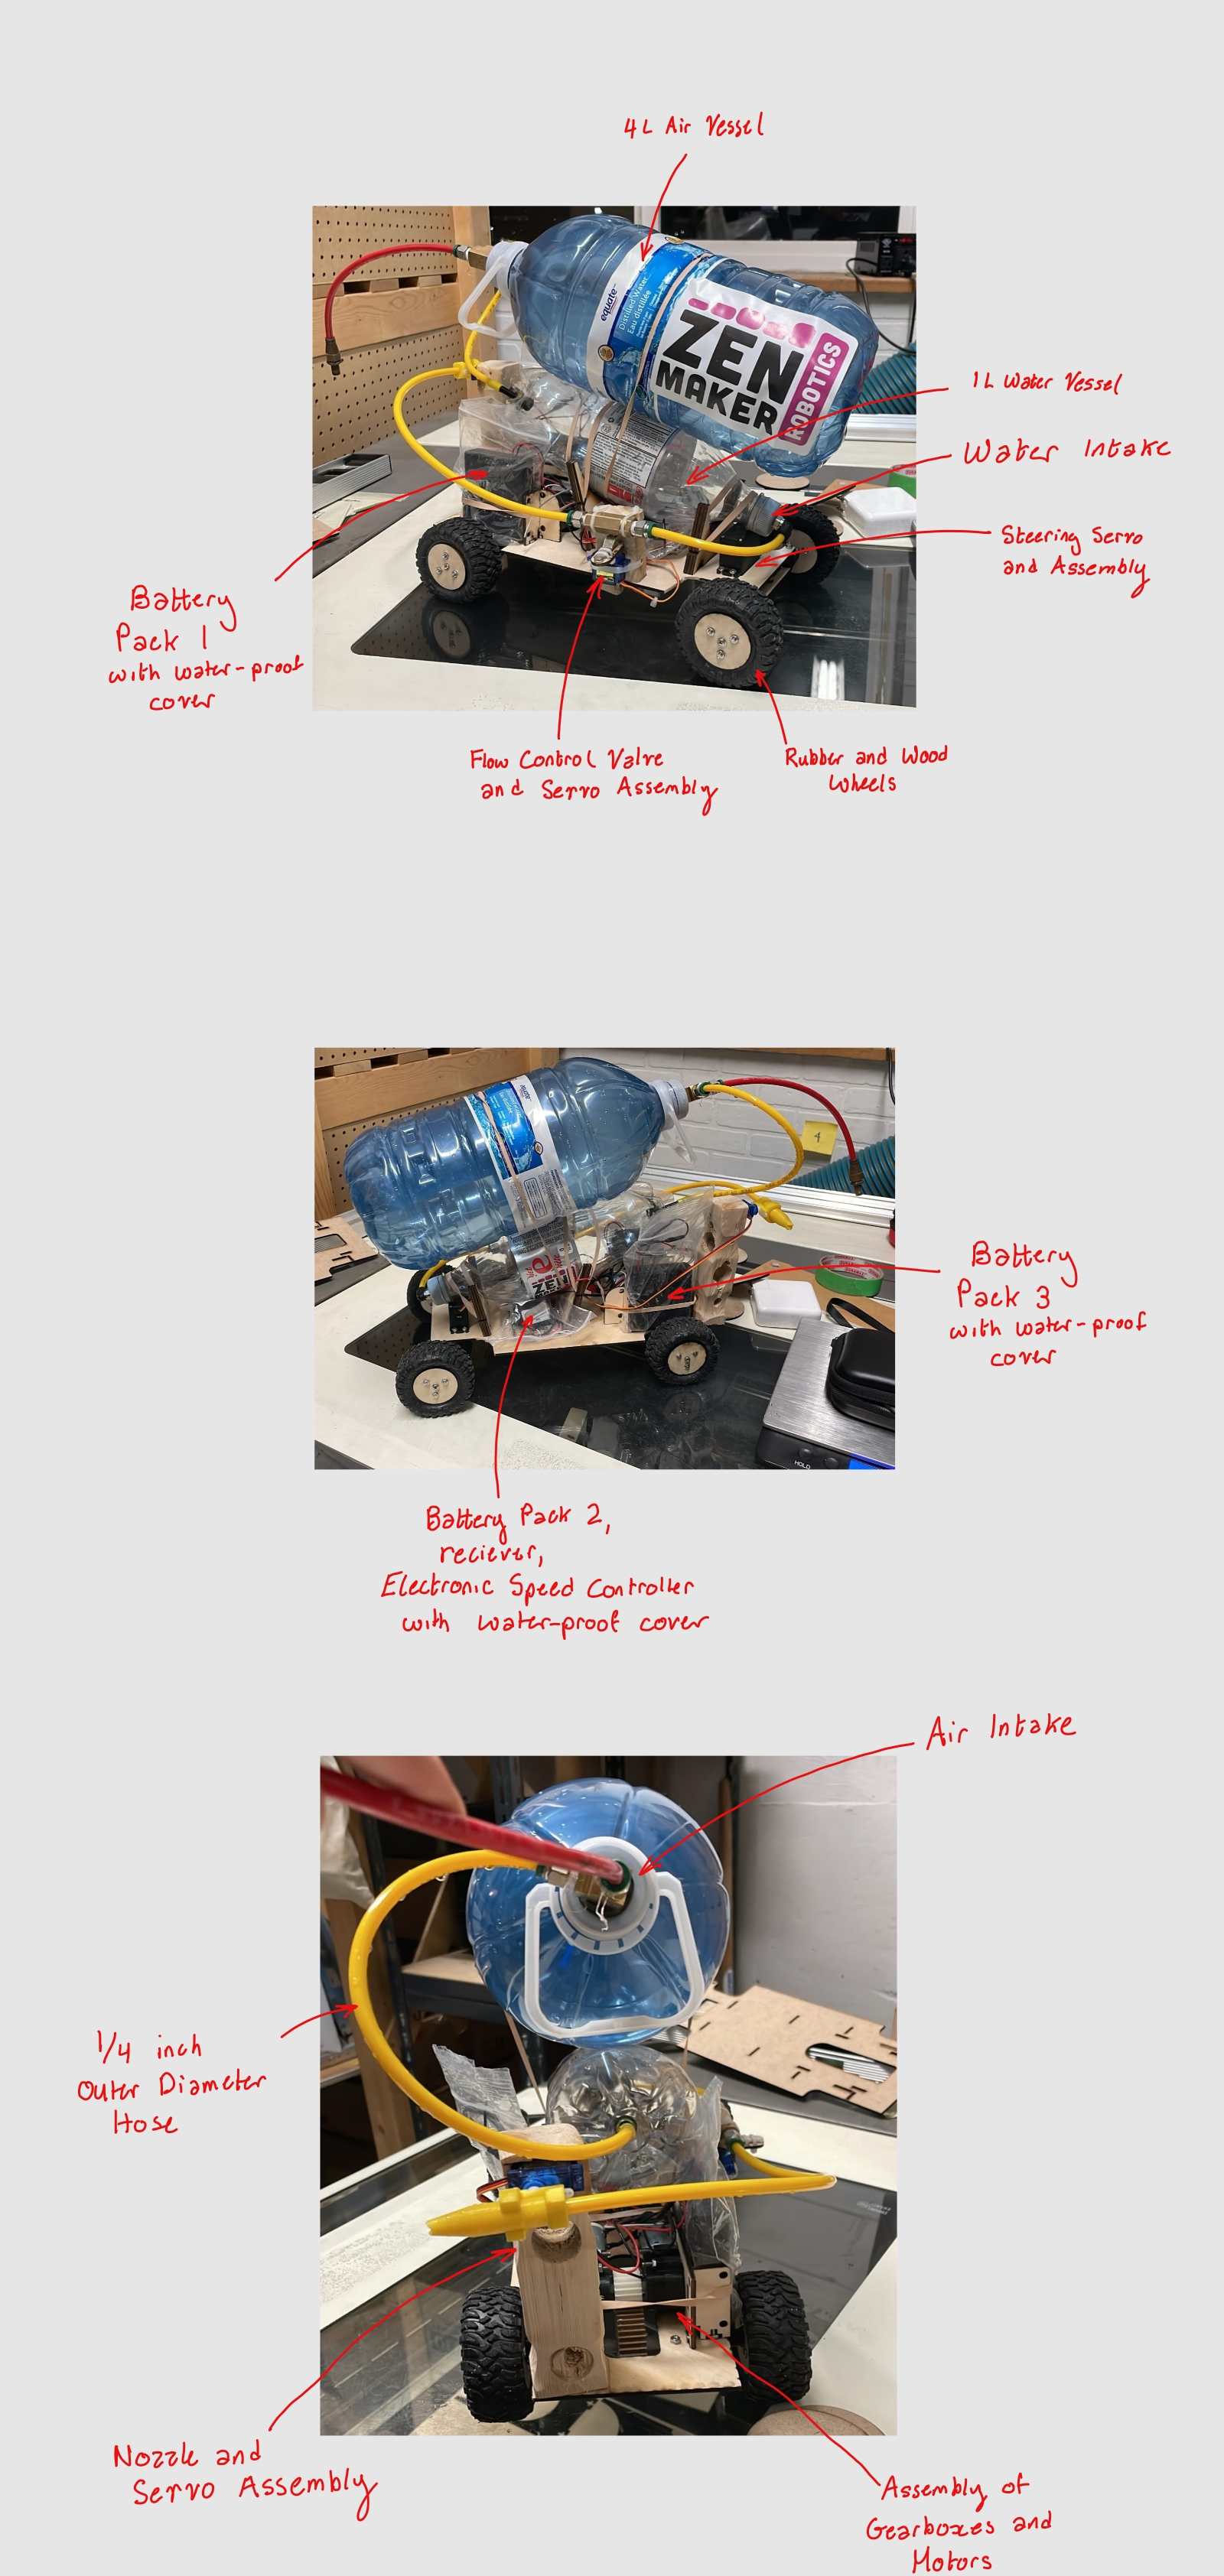 4L Air Vessel
equate
Distilled Water
Eau distillée
ZEN
MAKER
ROBOTICS
1L Water Vessel
Water Intake
Steering Servo
and Assembly
Battery
Pack 1
with water-proof
cover
Flow Control Valve
and Servo Assembly
Rubber and Wood
Wheels
4
ZEN
Battery
Pack 3
with water-proof
cover
HOLD
Battery Pack 2,
reciever,
Electronic Speed Controller
with water-proof cover
Air Intake
1/4 inch
Outer Diameter
Hose
Nozzle and
Servo Assembly
Assembly of
Gearboxes and
Motors